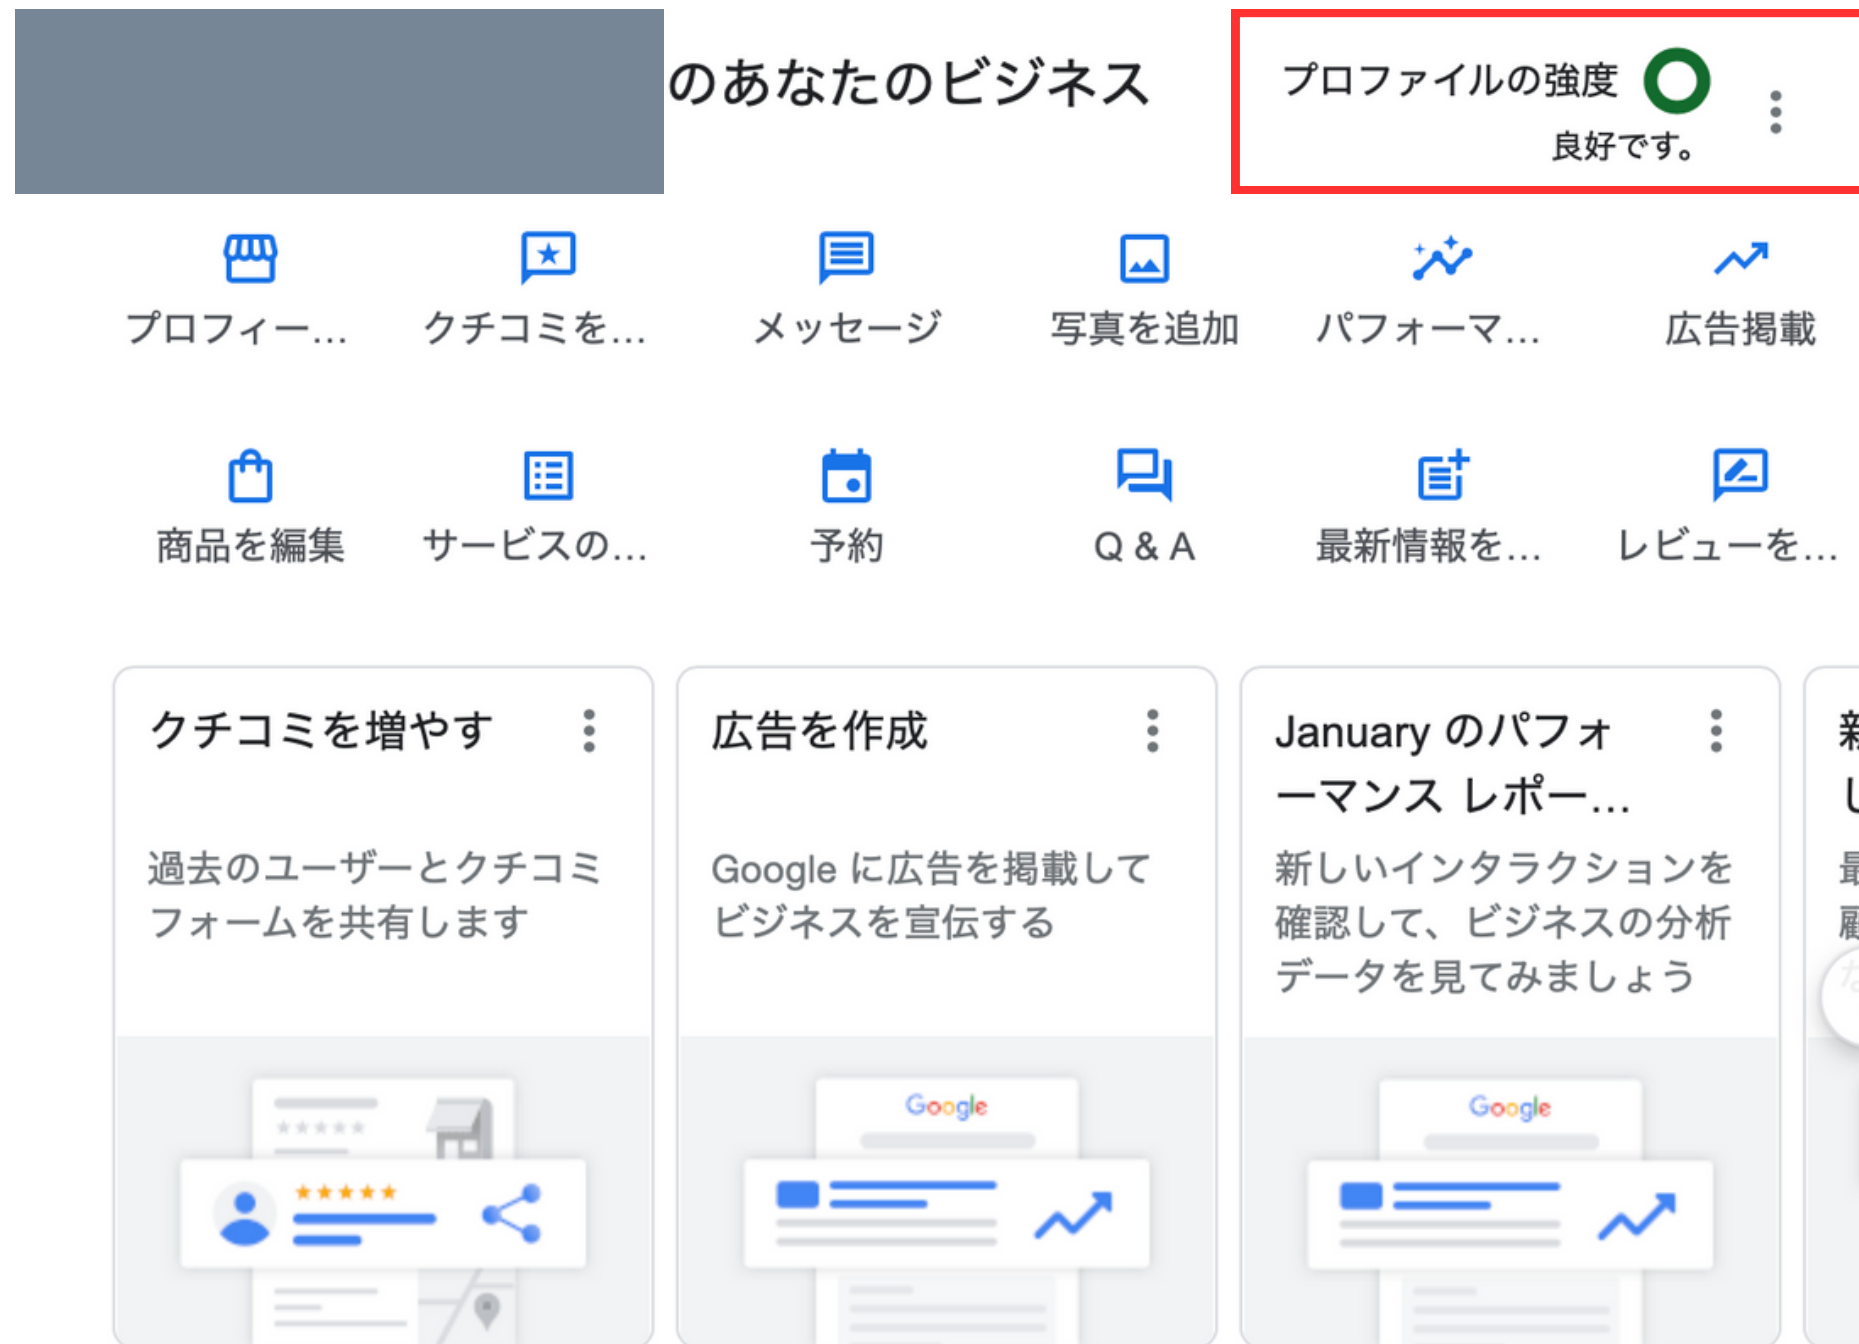 のあなたのビジネス
プロファイルの強度
良好です。
プロフィー...
クチコミを...
メッセージ
写真を追加
パフォーマ...
広告掲載
商品を編集
サービスの...
予約
Q & A
最新情報を...
レビューを...
クチコミを増やす
過去のユーザーとクチコミ
フォームを共有します
広告を作成
Google に広告を掲載して
ビジネスを宣伝する
January のパフォ
ーマンス レポー...
新しいインタラクションを
確認して、ビジネスの分析
データを見てみましょう
Google
Google